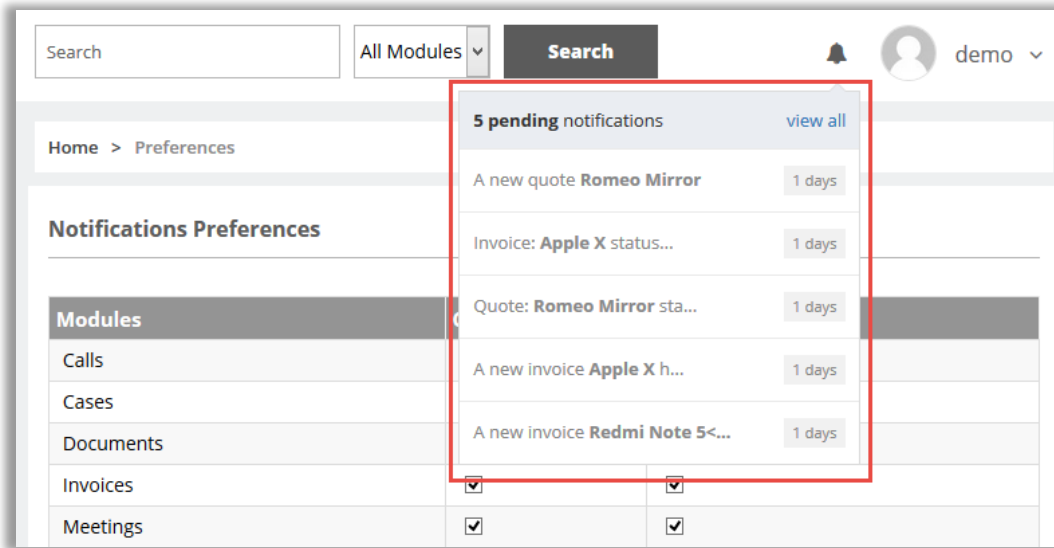 Search All Modules Search demo
5 pending notifications view all
Home > Preferences
A new quote Romeo Mirror 1 days
Notifications Preferences
Invoice: Apple X status... 1 days
Quote: Romeo Mirror sta... 1 days
Modules
Calls
A new invoice Apple X h... 1 days
Cases
A new invoice Redmi Note 5<... 1 days
Documents
Invoices
Meetings